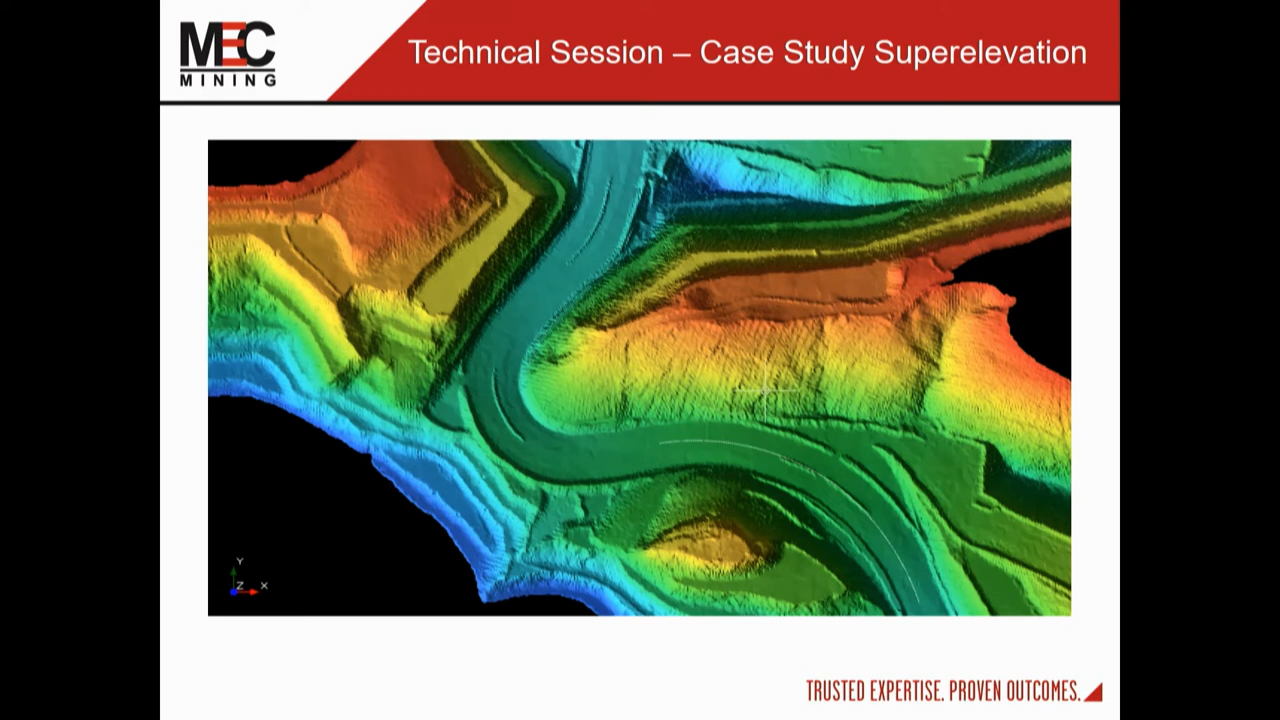 MEC
MINING
Technical Session – Case Study Superelevation
Y
Z X
TRUSTED EXPERTISE. PROVEN OUTCOMES.